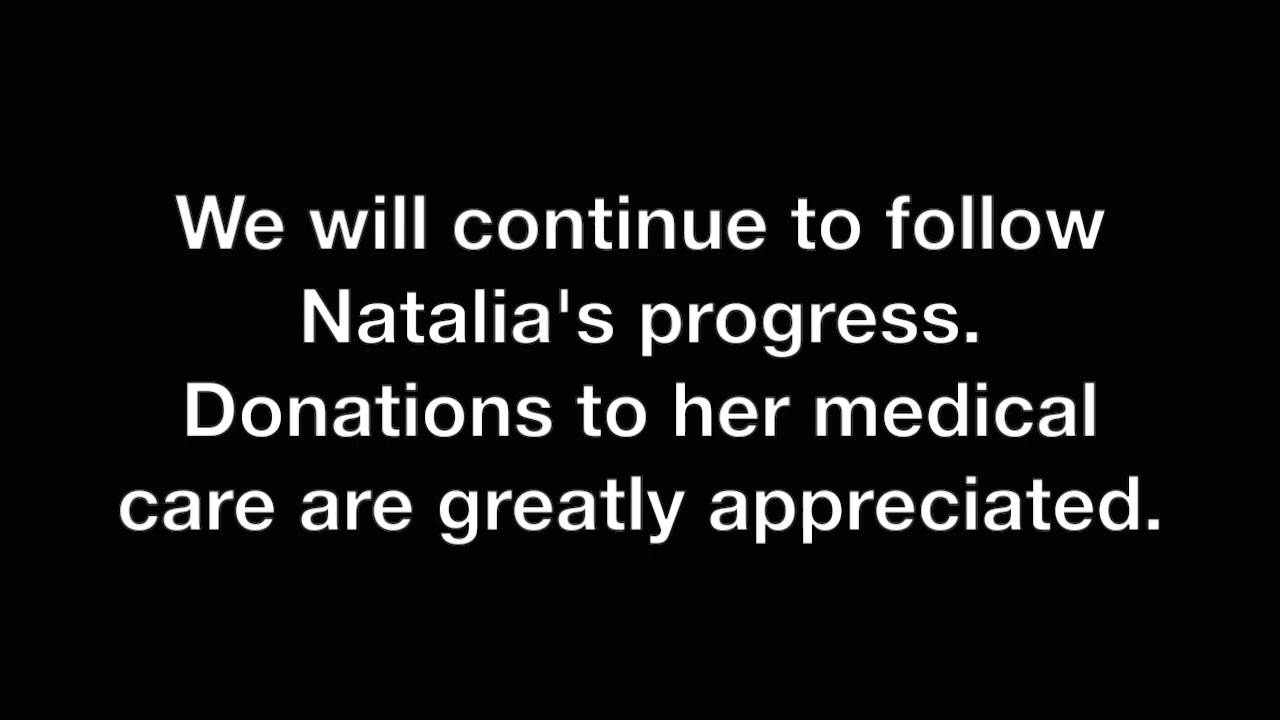 We will continue to follow
Natalia's progress.
Donations to her medical
care are greatly appreciated.